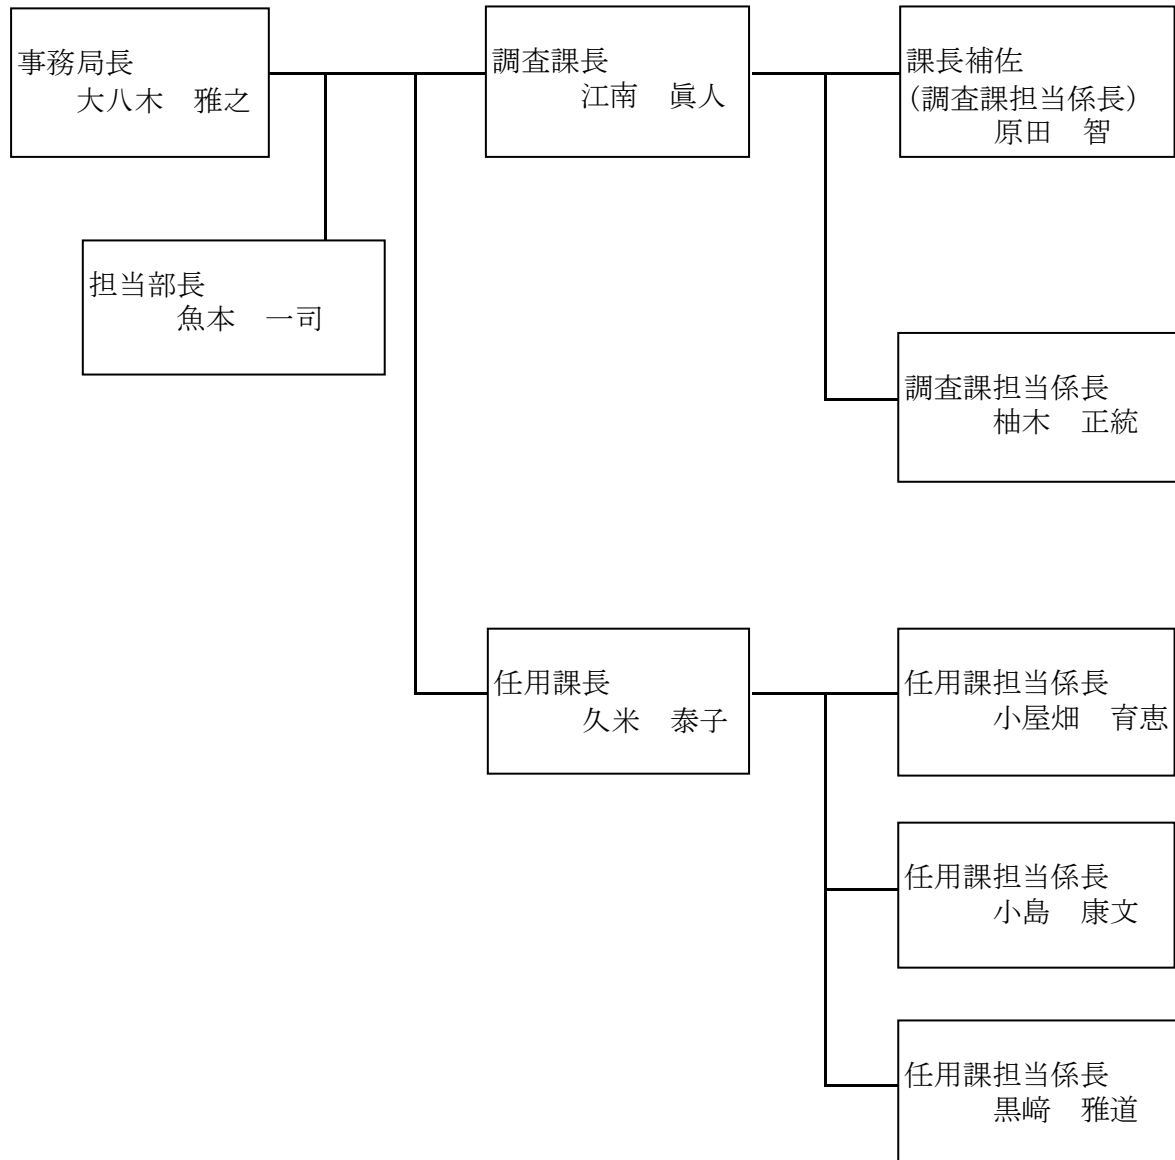 事務局長
大八木　雅之
調査課長
江南　眞人
課長補佐
(調査課担当係長)
原田　智
担当部長
魚本　一司
調査課担当係長
柚木　正統
任用課長
久米　泰子
任用課担当係長
小屋畑　育恵
任用課担当係長
小島　康文
任用課担当係長
黒﨑　雅道